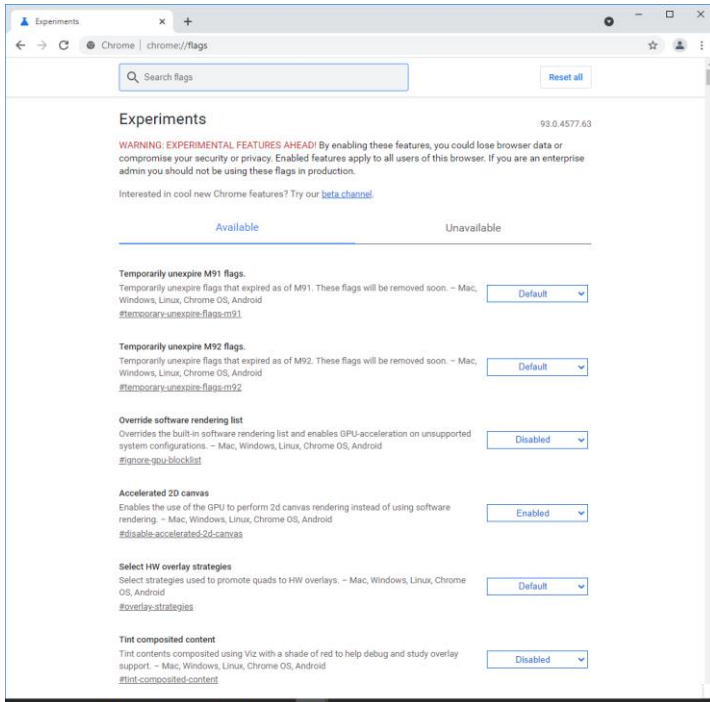 Experiments
Chrome | chrome://flags
Search flags
Reset all
Experiments
93.0.4577.63
WARNING: EXPERIMENTAL FEATURES AHEAD! By enabling these features, you could lose browser data or
compromise your security or privacy. Enabled features apply to all users of this browser. If you are an enterprise
admin you should not be using these flags in production.
Interested in cool new Chrome features? Try our beta channel.
Available
Unavailable
Temporarily unexpire M91 flags.
Temporarily unexpire flags that expired as of M91. These flags will be removed soon. – Mac,
Windows, Linux, Chrome OS, Android
#temporary-unexpire-flags-m91
Default
Temporarily unexpire M92 flags.
Temporarily unexpire flags that expired as of M92. These flags will be removed soon. – Mac,
Windows, Linux, Chrome OS, Android
#temporary-unexpire-flags-m92
Default
Override software rendering list
Overrides the built-in software rendering list and enables GPU-acceleration on unsupported
system configurations. – Mac, Windows, Linux, Chrome OS, Android
#ignore-gpu-blocklist
Disabled
Accelerated 2D canvas
Enables the use of the GPU to perform 2d canvas rendering instead of using software
rendering. – Mac, Windows, Linux, Chrome OS, Android
#disable-accelerated-2d-canvas
Enabled
Select HW overlay strategies
Select strategies used to promote quads to HW overlays. – Mac, Windows, Linux, Chrome
OS, Android
#overlay-strategies
Default
Tint composited content
Tint contents composited using Viz with a shade of red to help debug and study overlay
support. – Mac, Windows, Linux, Chrome OS, Android
#tint-composited-content
Disabled